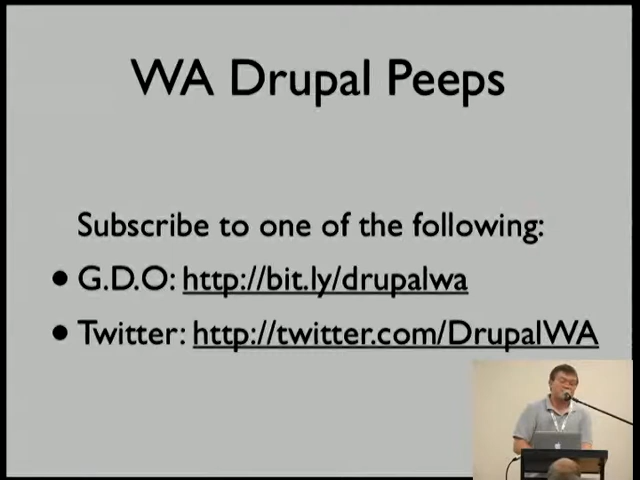 WA Drupal Peeps
Subscribe to one of the following:
• G.D.O: http://bit.ly/drupalwa
• Twitter: http://twitter.com/DrupalWA